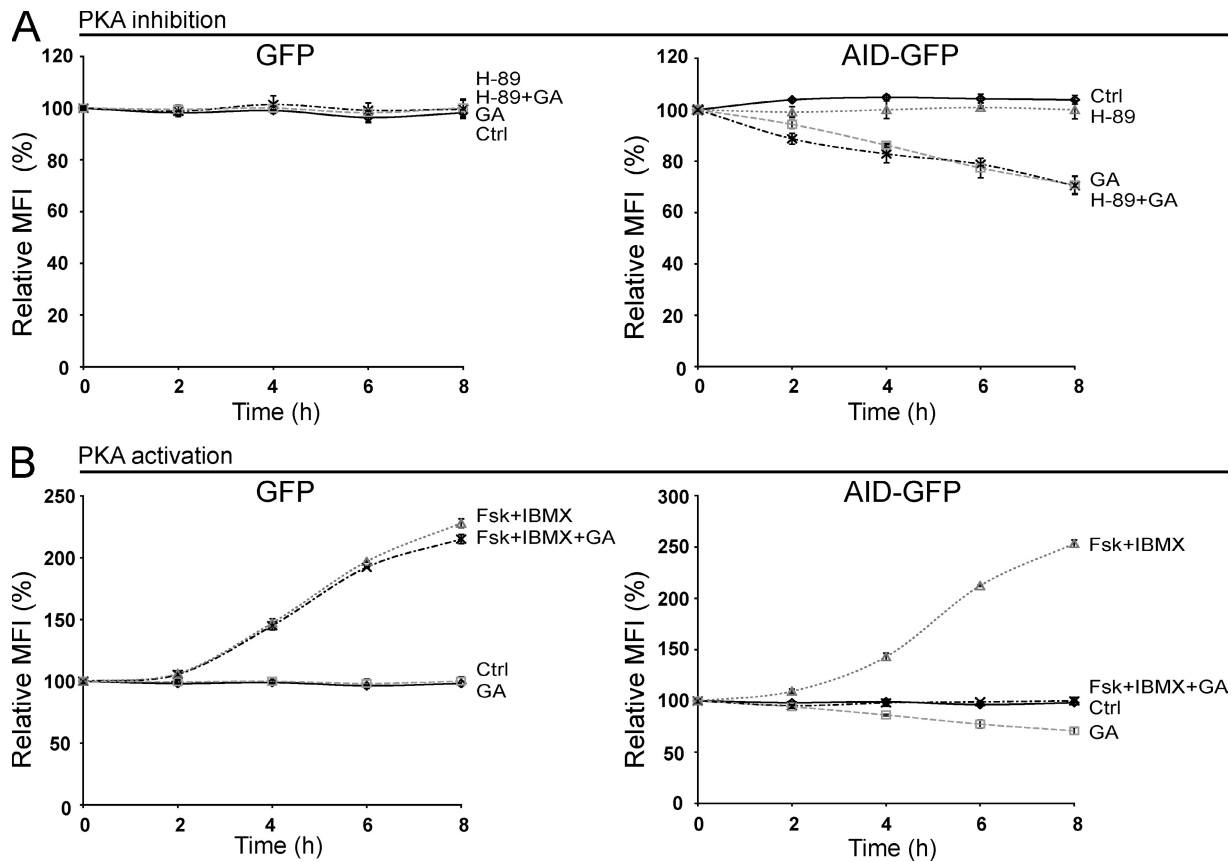 A
PKA inhibition
GFP
120
100
80
60
40
20
0
Relative MFI (%)
0 2 4 6 8
Time (h)
H-89
H-89+GA
GA
Ctrl
AID-GFP
120
100
80
60
40
20
0
Relative MFI (%)
0 2 4 6 8
Time (h)
Ctrl
H-89
GA
H-89+GA
B
PKA activation
GFP
250
200
150
100
50
0
Relative MFI (%)
0 2 4 6 8
Time (h)
Fsk+IBMX
Fsk+IBMX+GA
Ctrl
GA
AID-GFP
300
250
200
150
100
50
0
Relative MFI (%)
0 2 4 6 8
Time (h)
Fsk+IBMX
Fsk+IBMX+GA
Ctrl
GA